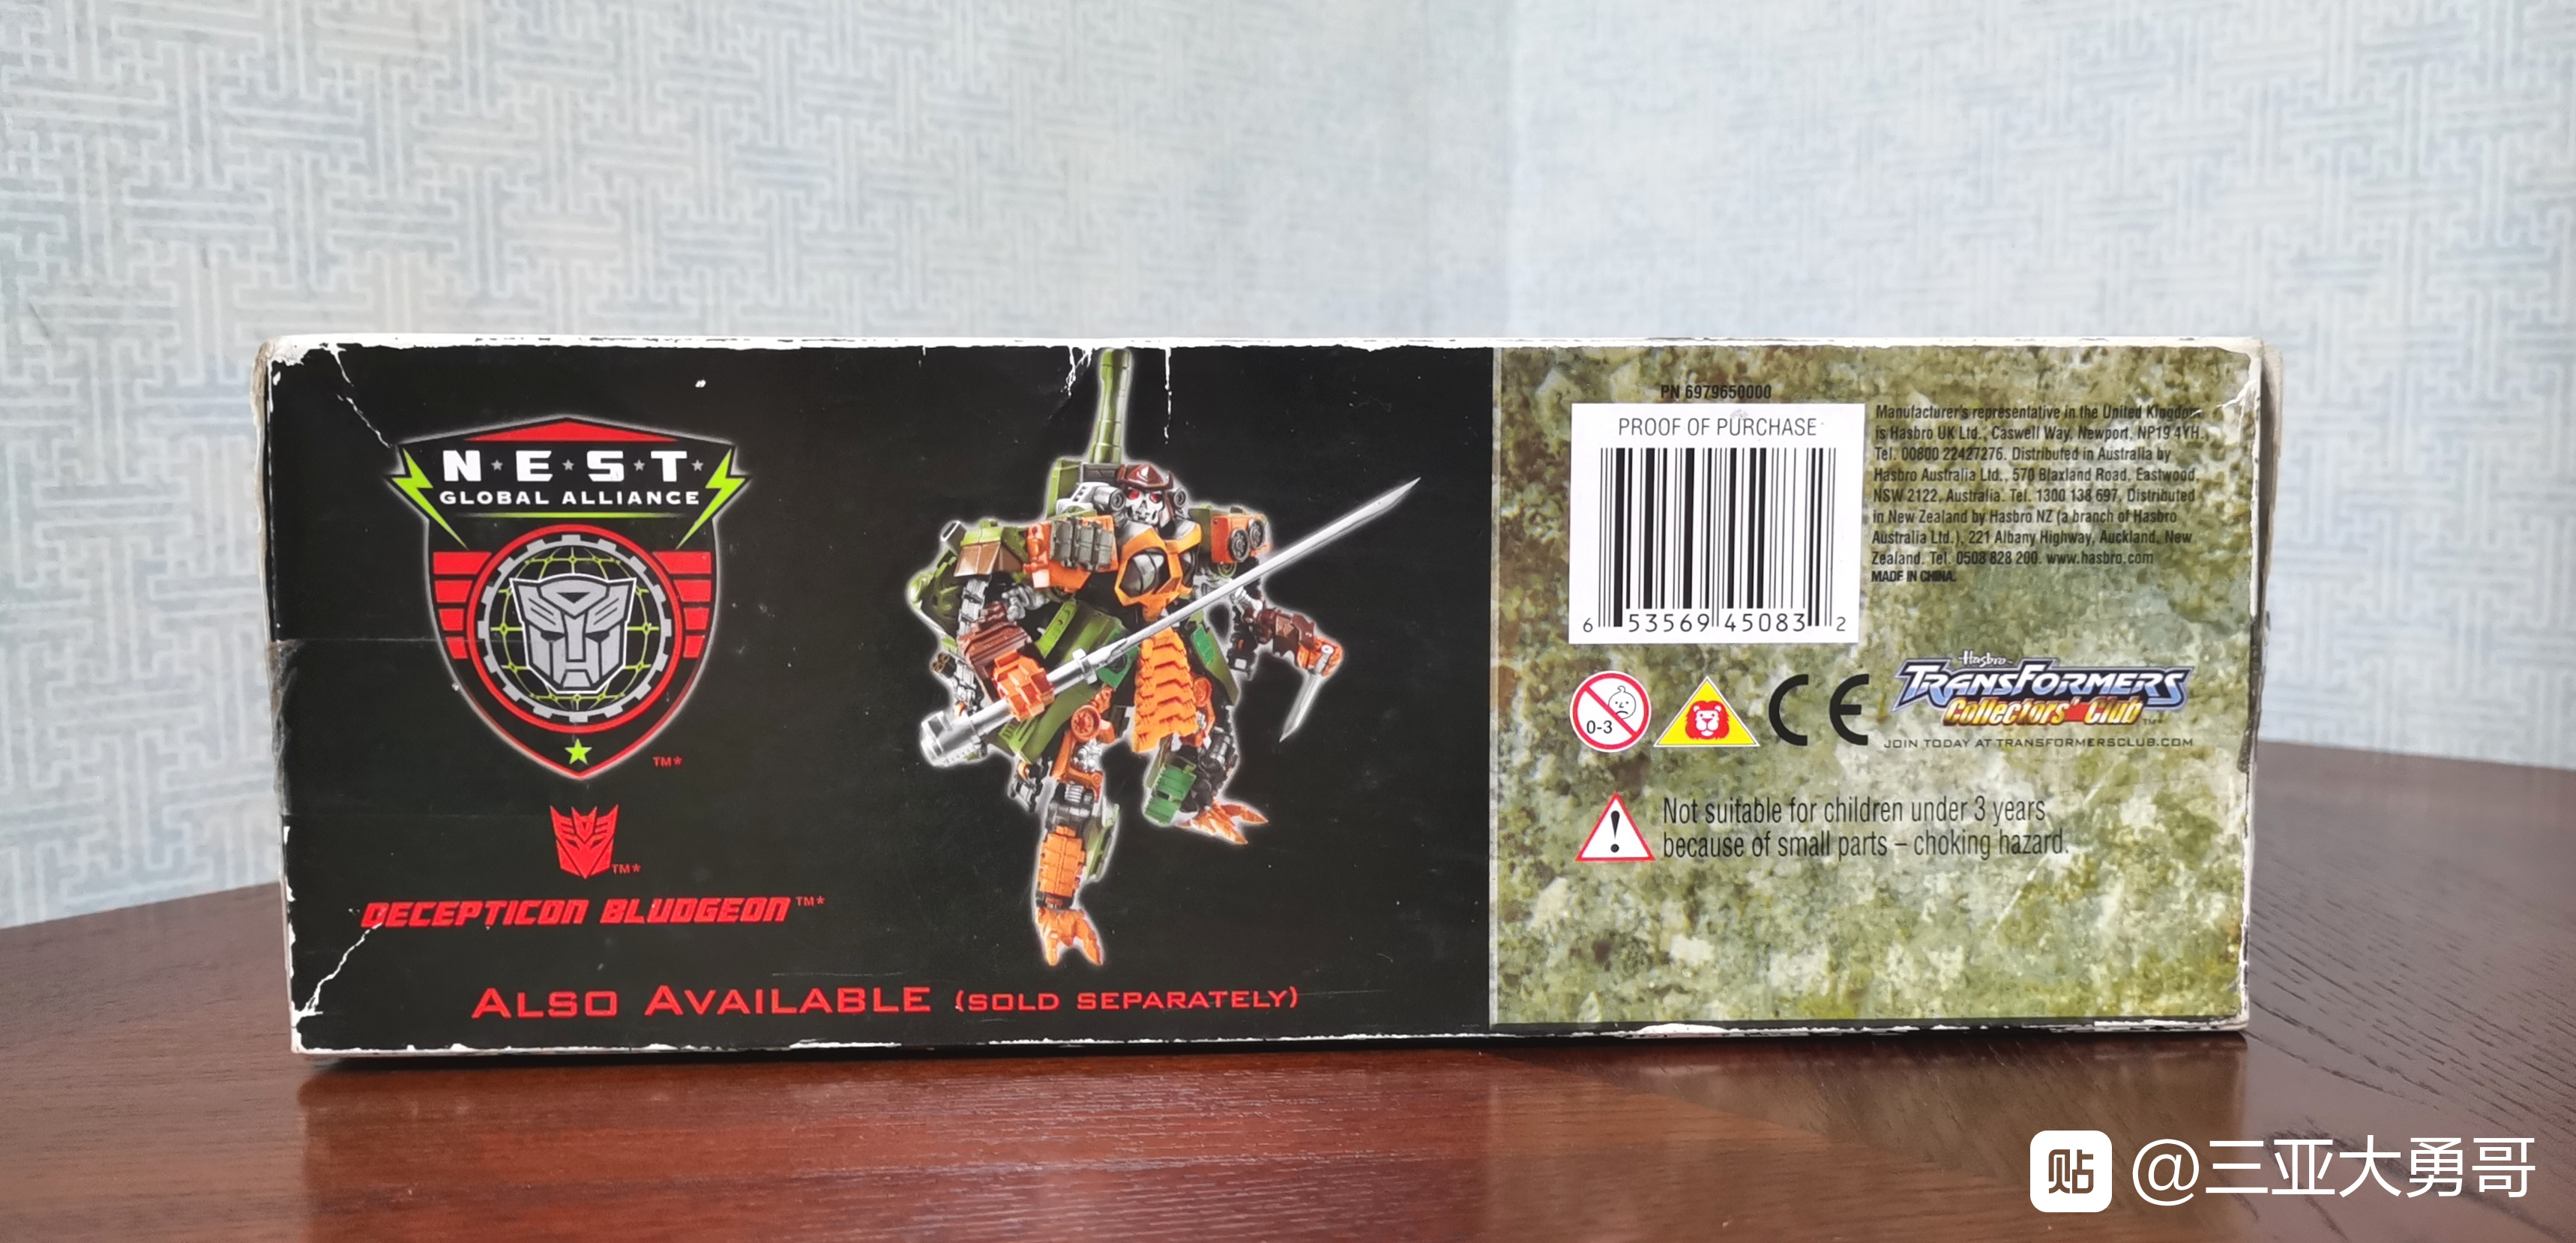 N★E★S★T★
GLOBAL ALLIANCE
TM*
TM*
DECEPTICON BLUDGEON™*
ALSO AVAILABLE (SOLD SEPARATELY)
PN 6979650000
PROOF OF PURCHASE
6 53569 45083 2
Manufacturer's representative in the United Kingdom
is Hasbro UK Ltd., Caswell Way, Newport, NP19 4YH.
Tel. 00800 22427276. Distributed in Australia by
Hasbro Australia Ltd., 570 Blaxland Road, Eastwood,
NSW 2122, Australia. Tel. 1300 138 697. Distributed
in New Zealand by Hasbro NZ (a branch of Hasbro
Australia Ltd.), 221 Albany Highway, Auckland, New
Zealand. Tel. 0508 828 200. www.hasbro.com
MADE IN CHINA.
0-3
CE
Hasbro
TRANSFORMERS
Collectors' Club™
JOIN TODAY AT TRANSFORMERSCLUB.COM
Not suitable for children under 3 years
because of small parts – choking hazard.
贴 @三亚大勇哥